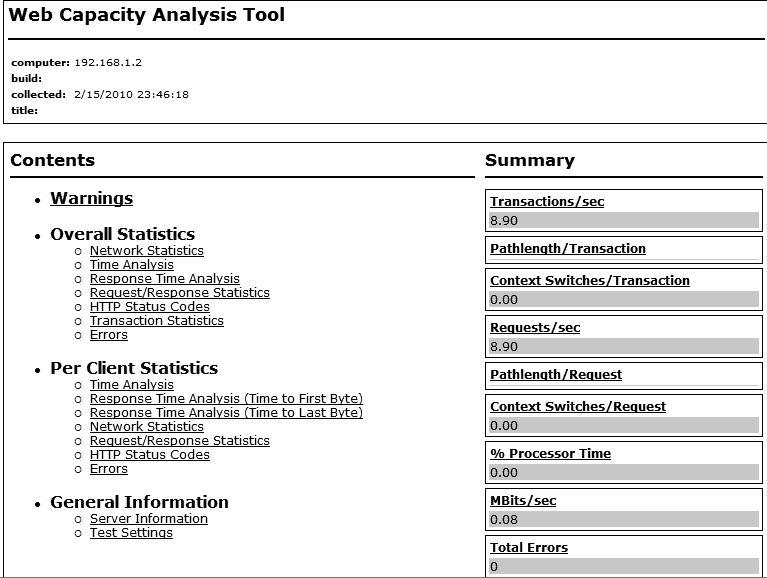 Web Capacity Analysis Tool
computer: 192.168.1.2
build:
collected: 2/15/2010 23:46:18
title:
Contents
Warnings
Overall Statistics
Network Statistics
Time Analysis
Response Time Analysis
Request/Response Statistics
HTTP Status Codes
Transaction Statistics
Errors
Per Client Statistics
Time Analysis
Response Time Analysis (Time to First Byte)
Response Time Analysis (Time to Last Byte)
Network Statistics
Request/Response Statistics
HTTP Status Codes
Errors
General Information
Server Information
Test Settings
Summary
Transactions/sec
8.90
Pathlength/Transaction
Context Switches/Transaction
0.00
Requests/sec
8.90
Pathlength/Request
Context Switches/Request
0.00
% Processor Time
0.00
MBits/sec
0.08
Total Errors
0